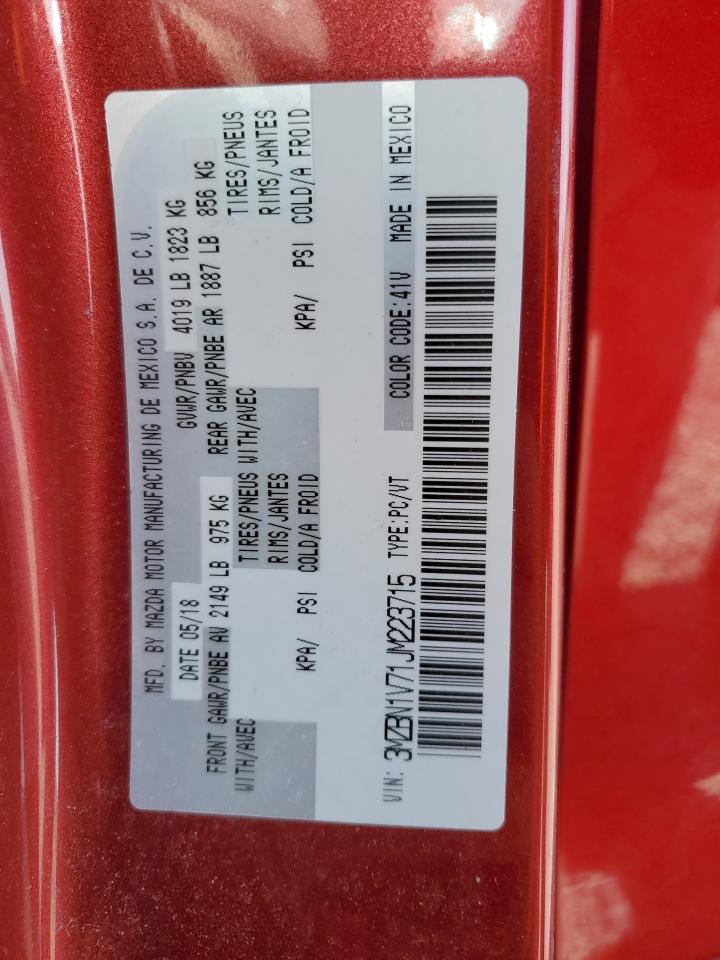 MFD. BY MAZDA MOTOR MANUFACTURING DE MEXICO S.A. DE C.V.
DATE 05/18 GVWR/PNBV 4019 LB 1823 KG
FRONT GAWR/PNBE AV 2149 LB 975 KG REAR GAWR/PNBE AR 1887 LB 856 KG
WITH/AVEC TIRES/PNEUS WITH/AVEC TIRES/PNEUS
RIMS/JANTES RIMS/JANTES
KPA/ PSI COLD/A FROID KPA/ PSI COLD/A FROID
VIN: 3MZBN1V71JM223715 TYPE:PC/VT COLOR CODE:41V MADE IN MEXICO